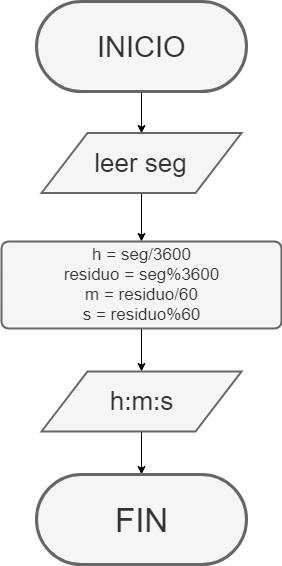 INICIO
leer seg
h = seg/3600
residuo = seg%3600
m = residuo/60
s = residuo%60
h:m:s
FIN